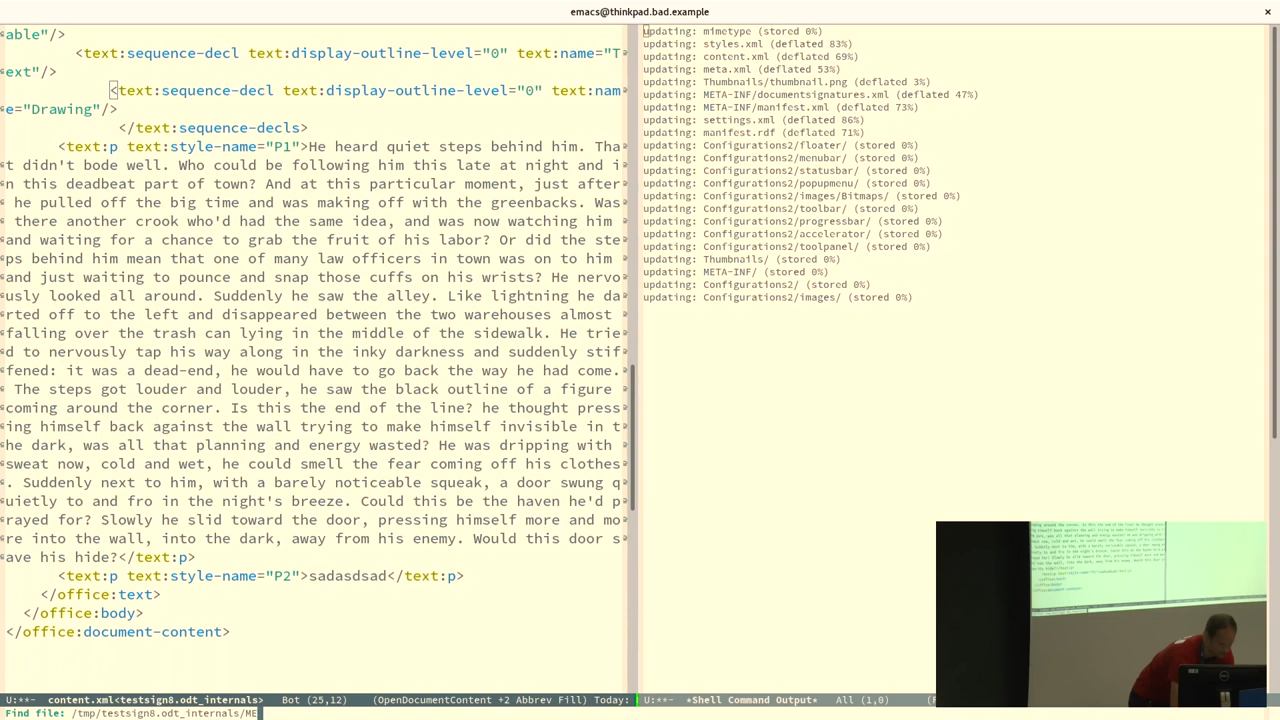 emacs@thinkpad.bad.example
×
able"/>
<text:sequence-decl text:display-outline-level="0" text:name="T
ext"/>
<text:sequence-decl text:display-outline-level="0" text:nam
e="Drawing"/>
</text:sequence-decls>
<text:p text:style-name="P1">He heard quiet steps behind him. Tha
t didn't bode well. Who could be following him this late at night and i
n this deadbeat part of town? And at this particular moment, just after
he pulled off the big time and was making off with the greenbacks. Was
there another crook who'd had the same idea, and was now watching him
and waiting for a chance to grab the fruit of his labor? Or did the ste
ps behind him mean that one of many law officers in town was on to him
and just waiting to pounce and snap those cuffs on his wrists? He nervo
usly looked all around. Suddenly he saw the alley. Like lightning he da
rted off to the left and disappeared between the two warehouses almost
falling over the trash can lying in the middle of the sidewalk. He trie
d to nervously tap his way along in the inky darkness and suddenly stif
fened: it was a dead-end, he would have to go back the way he had come.
The steps got louder and louder, he saw the black outline of a figure
coming around the corner. Is this the end of the line? he thought press
ing himself back against the wall trying to make himself invisible in t
he dark, was all that planning and energy wasted? He was dripping with
sweat now, cold and wet, he could smell the fear coming off his clothes
. Suddenly next to him, with a barely noticeable squeak, a door swung q
uietly to and fro in the night's breeze. Could this be the haven he'd p
rayed for? Slowly he slid toward the door, pressing himself more and mo
re into the wall, into the dark, away from his enemy. Would this door s
ave his hide?</text:p>
<text:p text:style-name="P2">sadasdsad</text:p>
</office:text>
</office:body>
</office:document-content>
U:**- content.xml<testsign8.odt_internals> Bot (25,12) (OpenDocumentContent +2 Abbrev Fill) Today:
Find file: /tmp/testsign8.odt_internals/ME
updating: mimetype (stored 0%)
updating: styles.xml (deflated 83%)
updating: content.xml (deflated 69%)
updating: meta.xml (deflated 53%)
updating: Thumbnails/thumbnail.png (deflated 3%)
updating: META-INF/documentsignatures.xml (deflated 47%)
updating: META-INF/manifest.xml (deflated 73%)
updating: settings.xml (deflated 86%)
updating: manifest.rdf (deflated 71%)
updating: Configurations2/floater/ (stored 0%)
updating: Configurations2/menubar/ (stored 0%)
updating: Configurations2/statusbar/ (stored 0%)
updating: Configurations2/popupmenu/ (stored 0%)
updating: Configurations2/images/Bitmaps/ (stored 0%)
updating: Configurations2/toolbar/ (stored 0%)
updating: Configurations2/progressbar/ (stored 0%)
updating: Configurations2/accelerator/ (stored 0%)
updating: Configurations2/toolpanel/ (stored 0%)
updating: Thumbnails/ (stored 0%)
updating: META-INF/ (stored 0%)
updating: Configurations2/ (stored 0%)
updating: Configurations2/images/ (stored 0%)
U:**- *Shell Command Output* All (1,0)